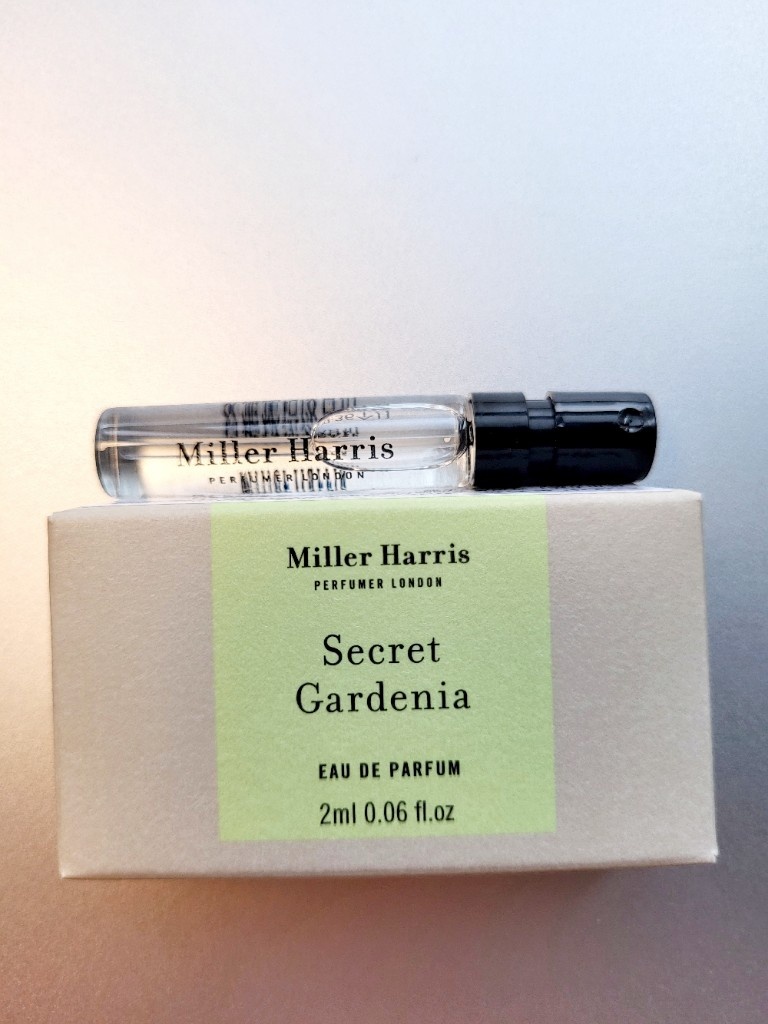 Miller Harris
PERFUMER LONDON
Miller Harris
PERFUMER LONDON
Secret
Gardenia
EAU DE PARFUM
2ml 0.06 fl.oz